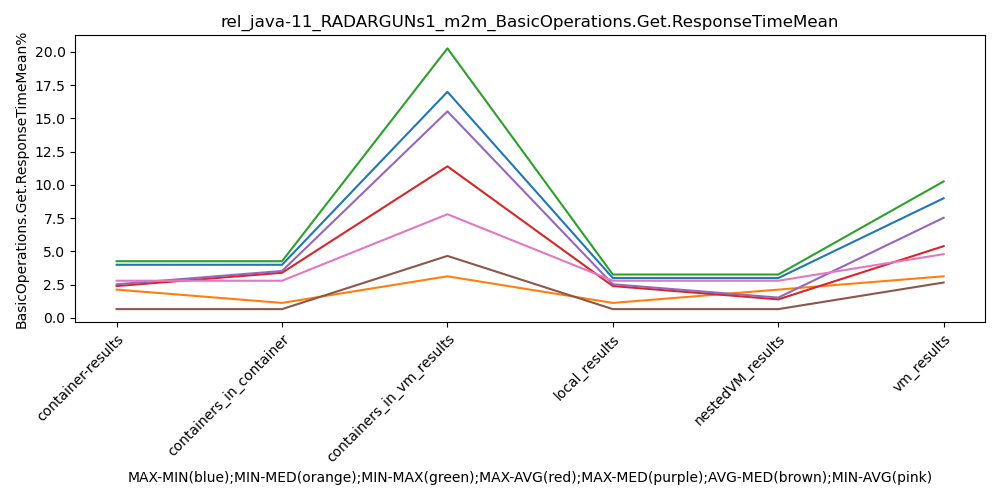 rel_java-11_RADARGUNs1_m2m_BasicOperations.Get.ResponseTimeMean
BasicOperations.Get.ResponseTimeMean%
20.0
17.5
15.0
12.5
10.0
7.5
5.0
2.5
0.0
container-results
containers_in_container
containers_in_vm_results
local_results
nestedVM_results
vm_results
MAX-MIN(blue);MIN-MED(orange);MIN-MAX(green);MAX-AVG(red);MAX-MED(purple);AVG-MED(brown);MIN-AVG(pink)